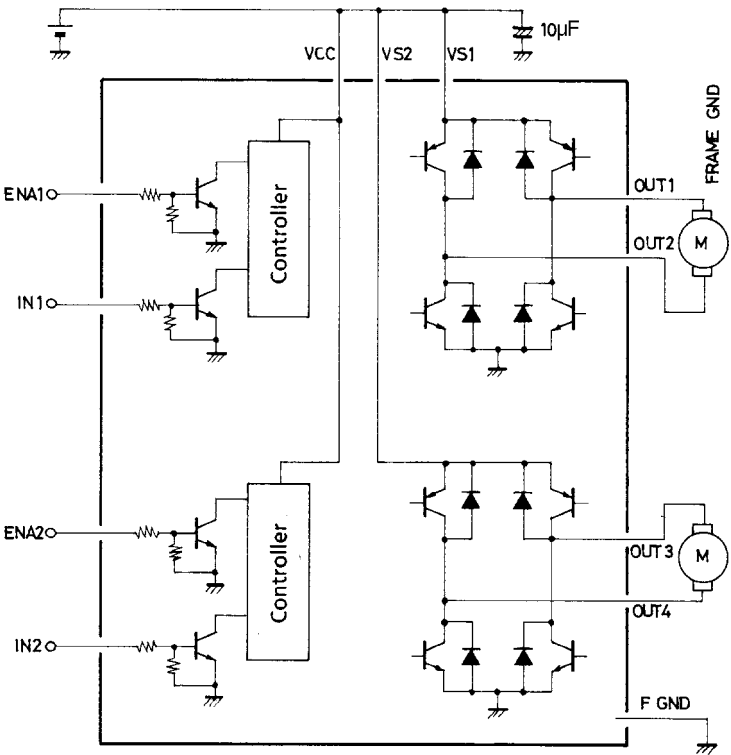 10µF
VCC
VS2
VS1
FRAME GND
ENA1
Controller
OUT1
OUT2
M
IN1
ENA2
Controller
OUT3
M
OUT4
IN2
F GND